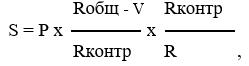 Rобщ - V Rконтр
S = P x x
Rконтр R ,